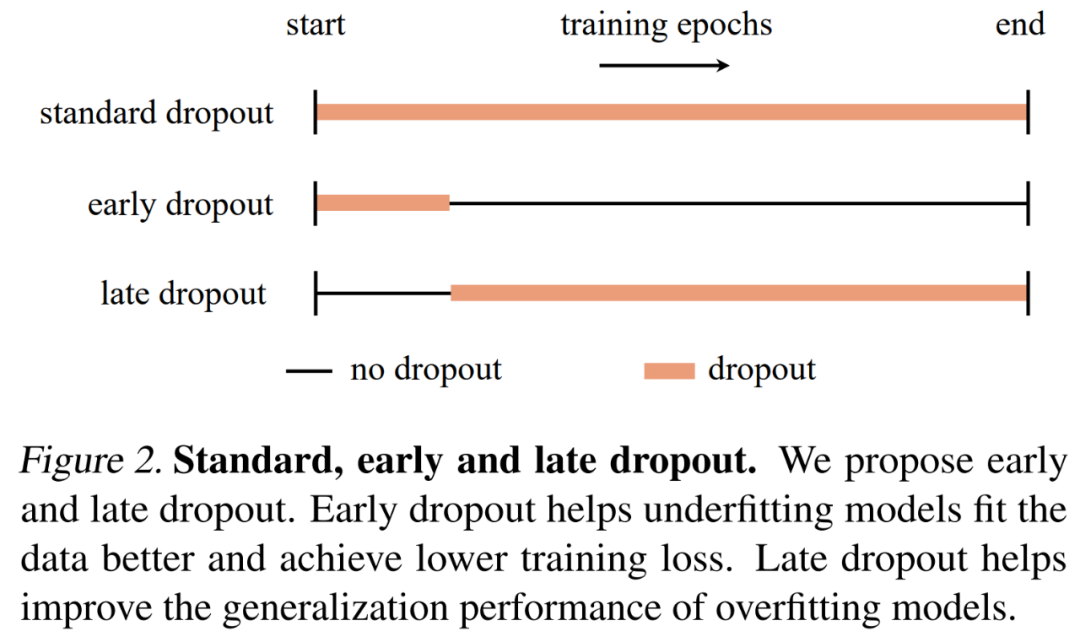 start training epochs end
standard dropout
early dropout
late dropout
no dropout dropout
Figure 2. Standard, early and late dropout. We propose early
and late dropout. Early dropout helps underfitting models fit the
data better and achieve lower training loss. Late dropout helps
improve the generalization performance of overfitting models.